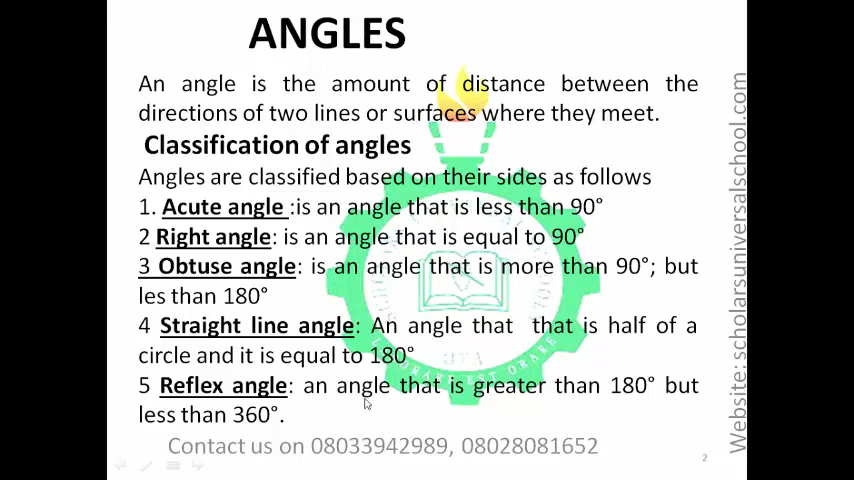 ANGLES
An angle is the amount of distance between the
directions of two lines or surfaces where they meet.
Classification of angles
Angles are classified based on their sides as follows
1. Acute angle :is an angle that is less than 90°
2 Right angle: is an angle that is equal to 90°
3 Obtuse angle: is an angle that is more than 90°; but
les than 180°
4 Straight line angle: An angle that that is half of a
circle and it is equal to 180°
5 Reflex angle: an angle that is greater than 180° but
less than 360°.
Contact us on 08033942989, 08028081652
2
Website: scholarsuniversalschool.com